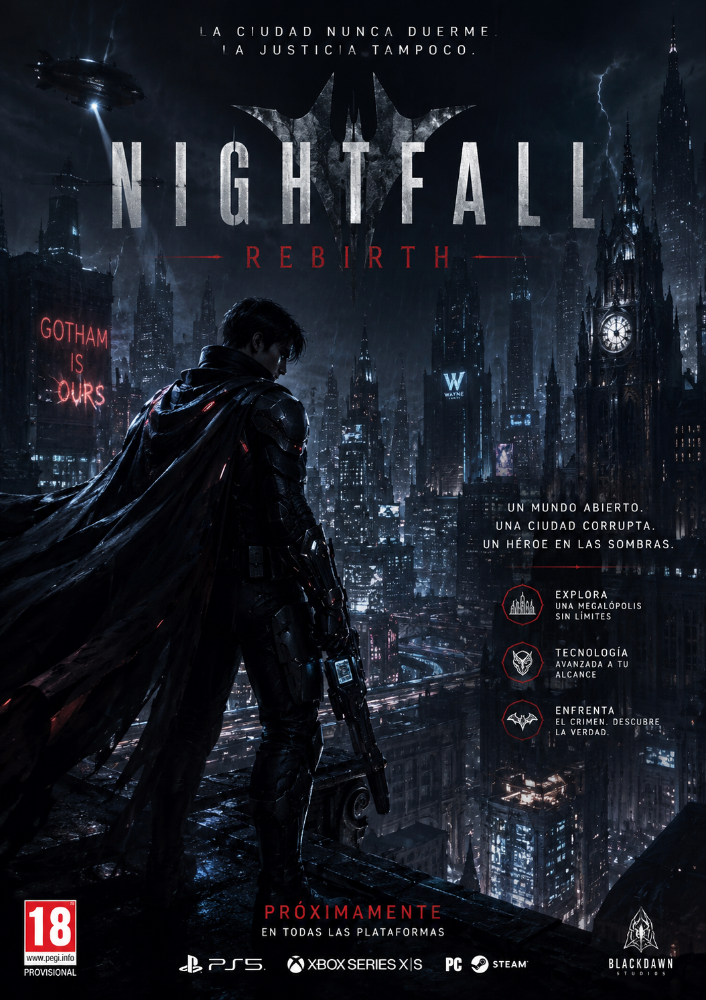 LA CIUDAD NUNCA DUERME.
LA JUSTICIA TAMPOCO.
NIGHTFALL
REBIRTH
GOTHAM
IS
OURS
W
WAYNE
UN MUNDO ABIERTO.
UNA CIUDAD CORRUPTA.
UN HÉROE EN LAS SOMBRAS.
EXPLORA
UNA MEGALÓPOLIS
SIN LÍMITES
TECNOLOGÍA
AVANZADA A TU
ALCANCE
ENFRENTA
EL CRIMEN. DESCUBRE
LA VERDAD.
18
www.pegi.info
PROVISIONAL
PRÓXIMAMENTE
EN TODAS LAS PLATAFORMAS
PS5 XBOX SERIES X|S PC STEAM
BLACKDAWN
STUDIOS